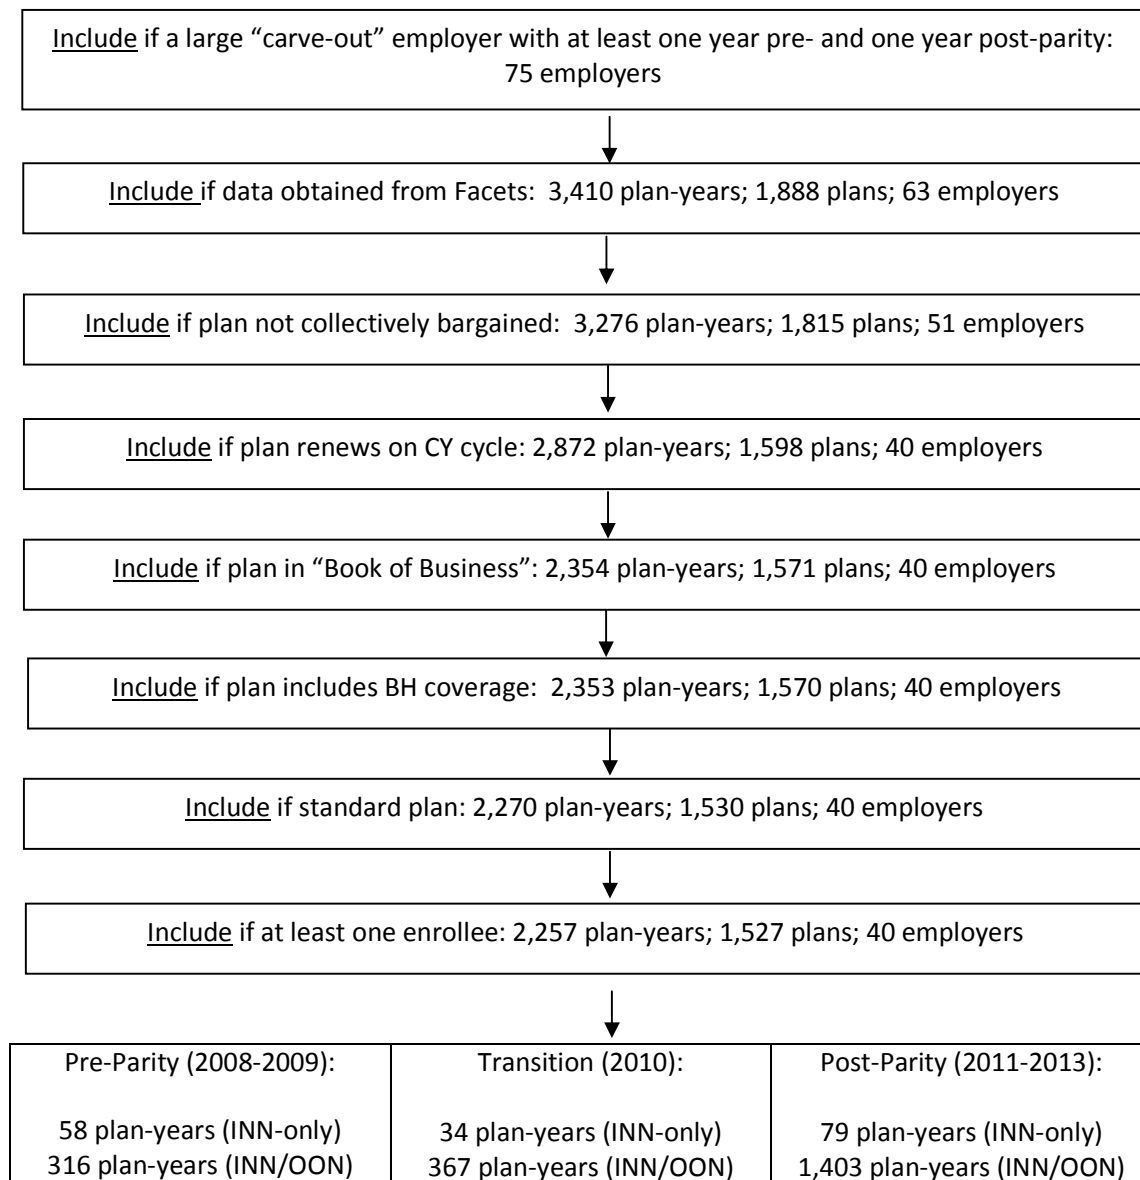 Include if a large “carve-out” employer with at least one year pre- and one year post-parity:
75 employers
Include if data obtained from Facets: 3,410 plan-years; 1,888 plans; 63 employers
Include if plan not collectively bargained: 3,276 plan-years; 1,815 plans; 51 employers
Include if plan renews on CY cycle: 2,872 plan-years; 1,598 plans; 40 employers
Include if plan in “Book of Business”: 2,354 plan-years; 1,571 plans; 40 employers
Include if plan includes BH coverage: 2,353 plan-years; 1,570 plans; 40 employers
Include if standard plan: 2,270 plan-years; 1,530 plans; 40 employers
Include if at least one enrollee: 2,257 plan-years; 1,527 plans; 40 employers
Pre-Parity (2008-2009):
58 plan-years (INN-only)
316 plan-years (INN/OON)
Transition (2010):
34 plan-years (INN-only)
367 plan-years (INN/OON)
Post-Parity (2011-2013):
79 plan-years (INN-only)
1,403 plan-years (INN/OON)